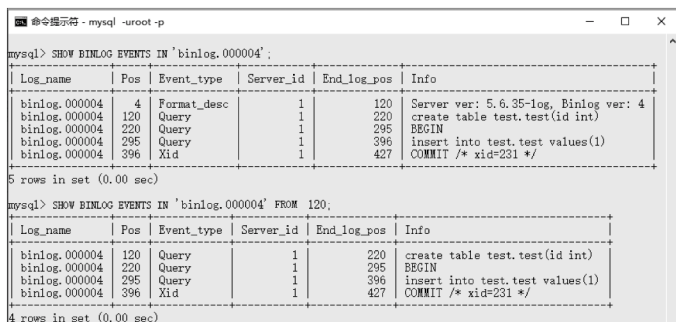 命令提示符 - mysql -uroot -p
mysql> SHOW BINLOG EVENTS IN 'binlog.000004';
| Log_name | Pos | Event_type | Server_id | End_log_pos | Info |
| binlog.000004 | 4 | Format_desc | 1 | 120 | Server ver: 5.6.35-log, Binlog ver: 4 |
| binlog.000004 | 120 | Query | 1 | 220 | create table test.test(id int) |
| binlog.000004 | 220 | Query | 1 | 295 | BEGIN |
| binlog.000004 | 295 | Query | 1 | 396 | insert into test.test values(1) |
| binlog.000004 | 396 | Xid | 1 | 427 | COMMIT /* xid=231 */ |
5 rows in set (0.00 sec)
mysql> SHOW BINLOG EVENTS IN 'binlog.000004' FROM 120;
| Log_name | Pos | Event_type | Server_id | End_log_pos | Info |
| binlog.000004 | 120 | Query | 1 | 220 | create table test.test(id int) |
| binlog.000004 | 220 | Query | 1 | 295 | BEGIN |
| binlog.000004 | 295 | Query | 1 | 396 | insert into test.test values(1) |
| binlog.000004 | 396 | Xid | 1 | 427 | COMMIT /* xid=231 */ |
4 rows in set (0.00 sec)